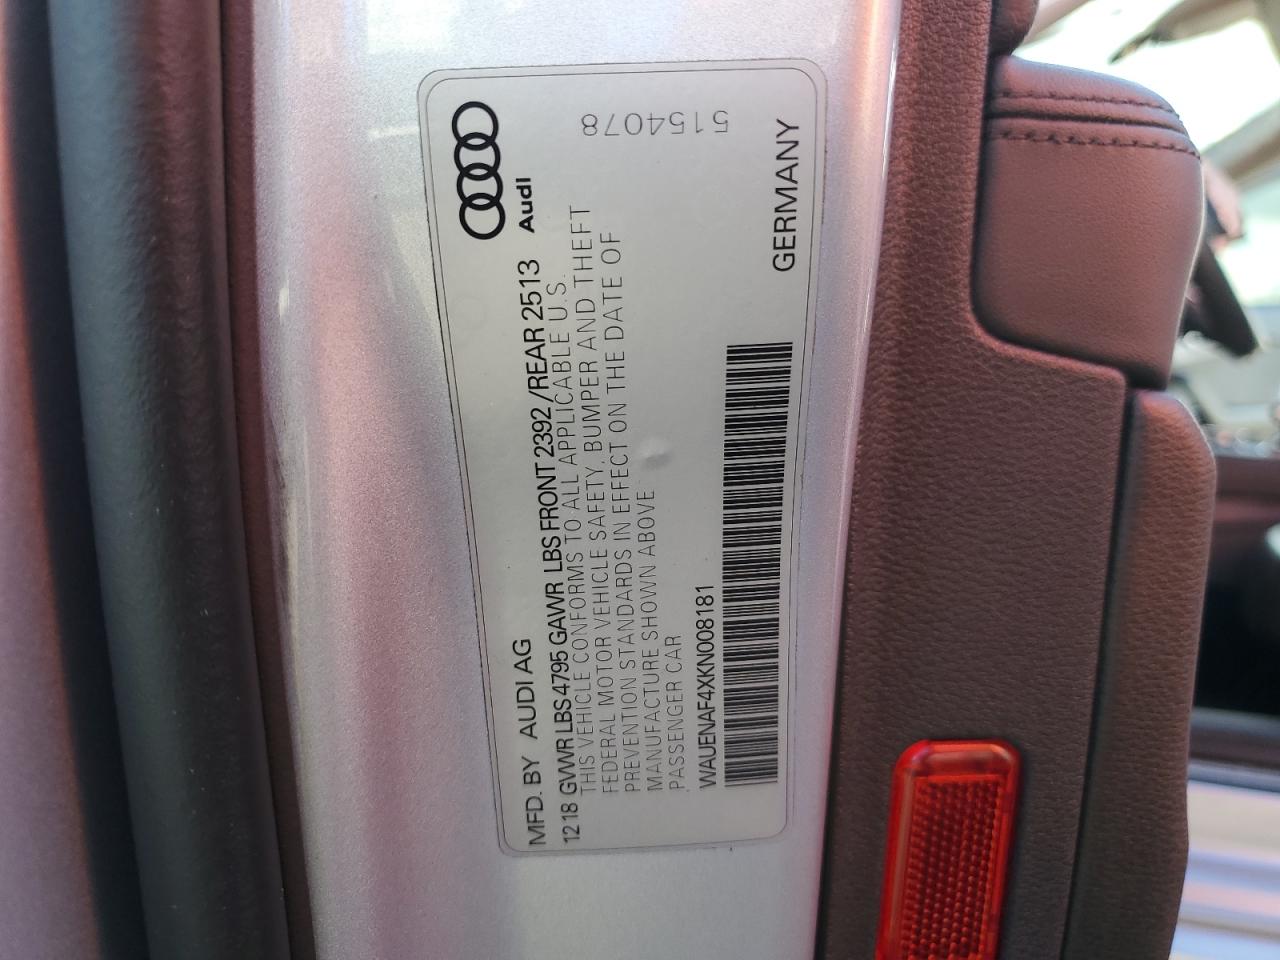 Audi
5154078
MFD. BY AUDI AG
12 18 GVWR LBS 4795 GAWR LBS FRONT 2392 /REAR 2513
THIS VEHICLE CONFORMS TO ALL APPLICABLE U.S.
FEDERAL MOTOR VEHICLE SAFETY, BUMPER AND THEFT
PREVENTION STANDARDS IN EFFECT ON THE DATE OF
MANUFACTURE SHOWN ABOVE
PASSENGER CAR
WAUENAF4XKN008181
GERMANY